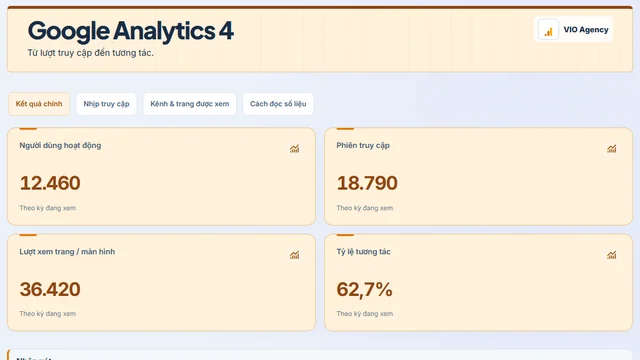 Google Analytics 4
Từ lượt truy cập đến tương tác.
VIO Agency
Kết quả chính
Nhịp truy cập
Kênh & trang được xem
Cách đọc số liệu
Người dùng hoạt động
12.460
Theo kỳ đang xem
Phiên truy cập
18.790
Theo kỳ đang xem
Lượt xem trang / màn hình
36.420
Theo kỳ đang xem
Tỷ lệ tương tác
62,7%
Theo kỳ đang xem